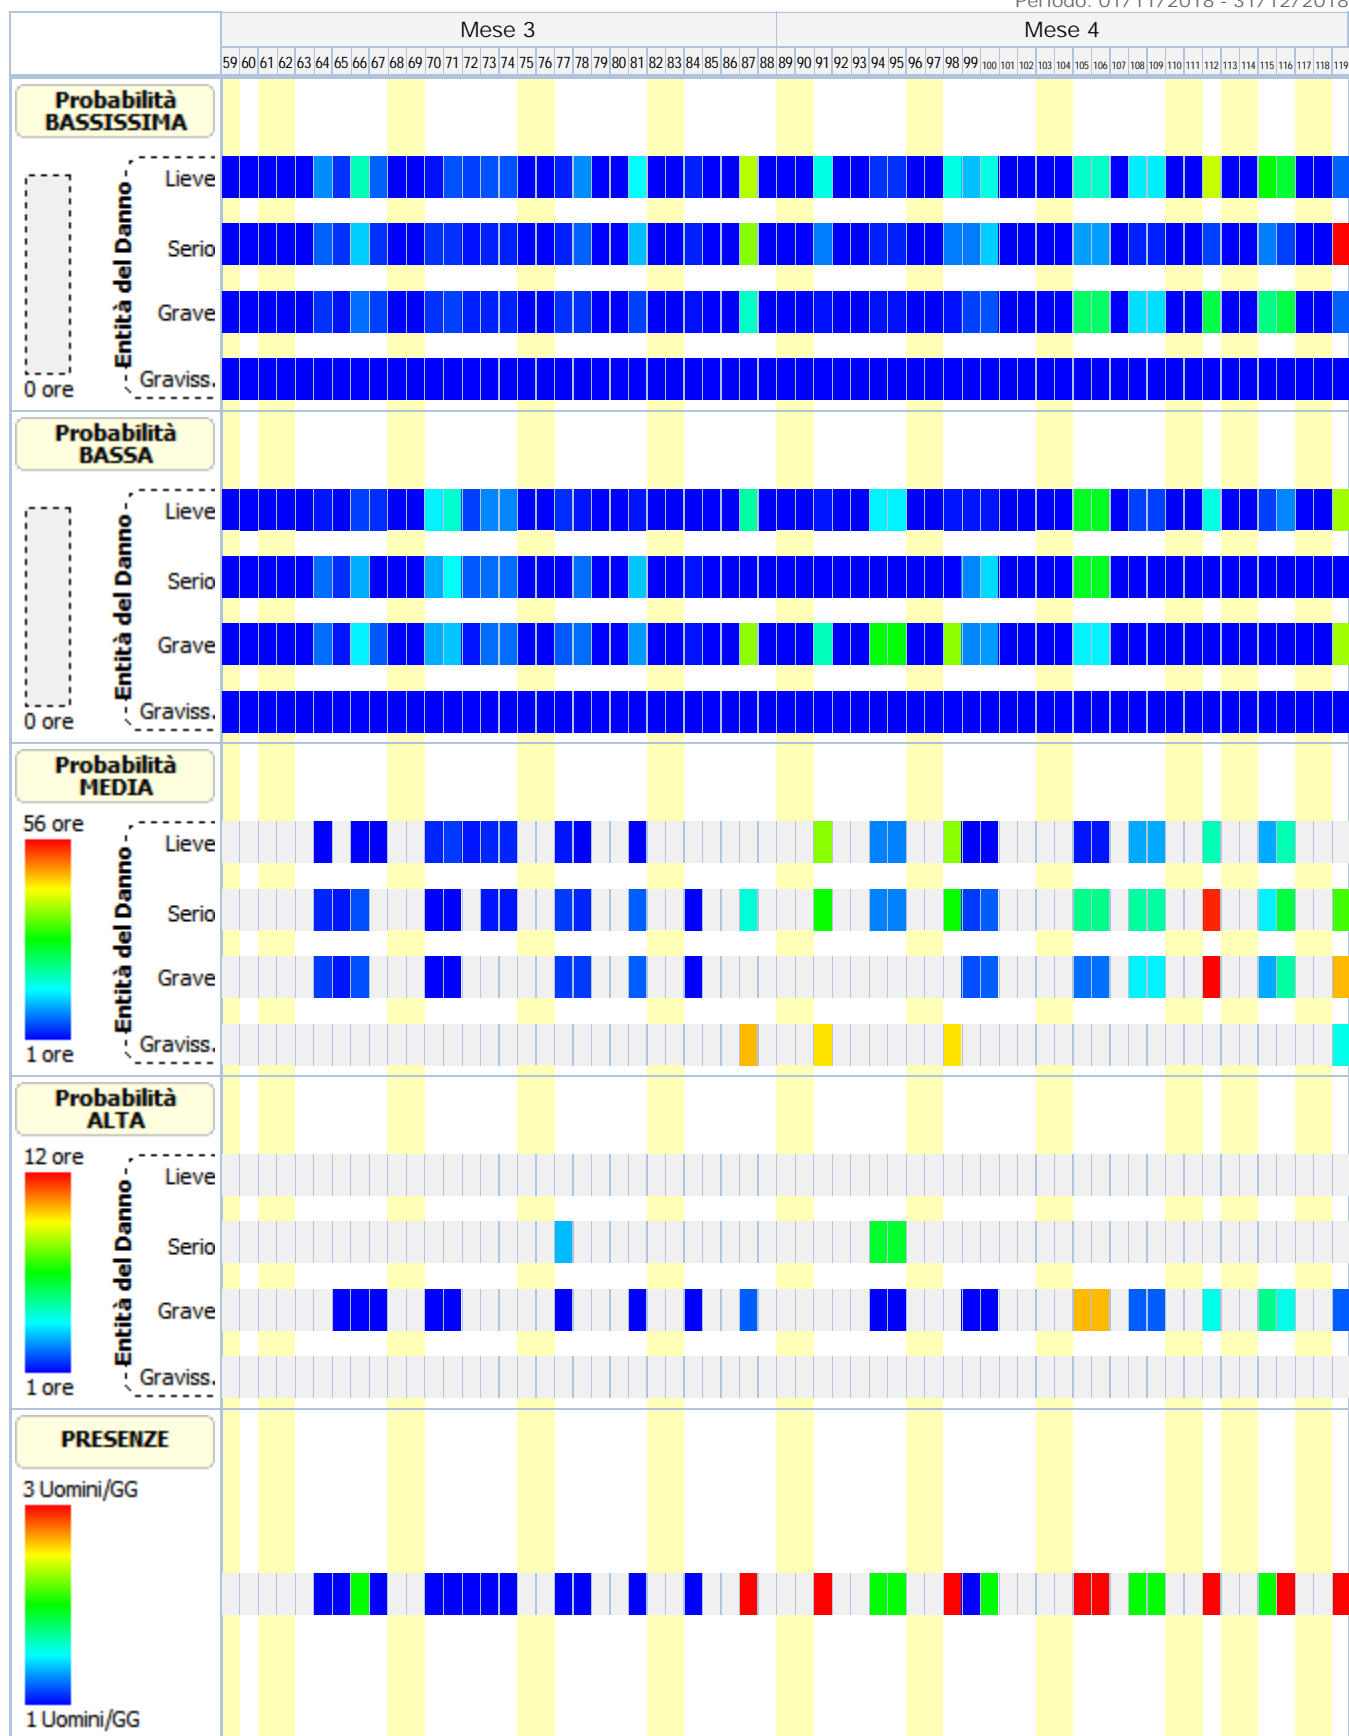 Periodo: 01/11/2018 - 31/12/2018
Mese 3 Mese 4
59 60 61 62 63 64 65 66 67 68 69 70 71 72 73 74 75 76 77 78 79 80 81 82 83 84 85 86 87 88 89 90 91 92 93 94 95 96 97 98 99 100 101 102 103 104 105 106 107 108 109 110 111 112 113 114 115 116 117 118 119
Probabilità
BASSISSIMA
Entità del Danno
Lieve
Serio
Grave
Graviss.
0 ore
Probabilità
BASSA
Entità del Danno
Lieve
Serio
Grave
Graviss.
0 ore
Probabilità
MEDIA
56 ore
Entità del Danno
Lieve
Serio
Grave
Graviss.
1 ore
Probabilità
ALTA
12 ore
Entità del Danno
Lieve
Serio
Grave
Graviss.
1 ore
PRESENZE
3 Uomini/GG
1 Uomini/GG